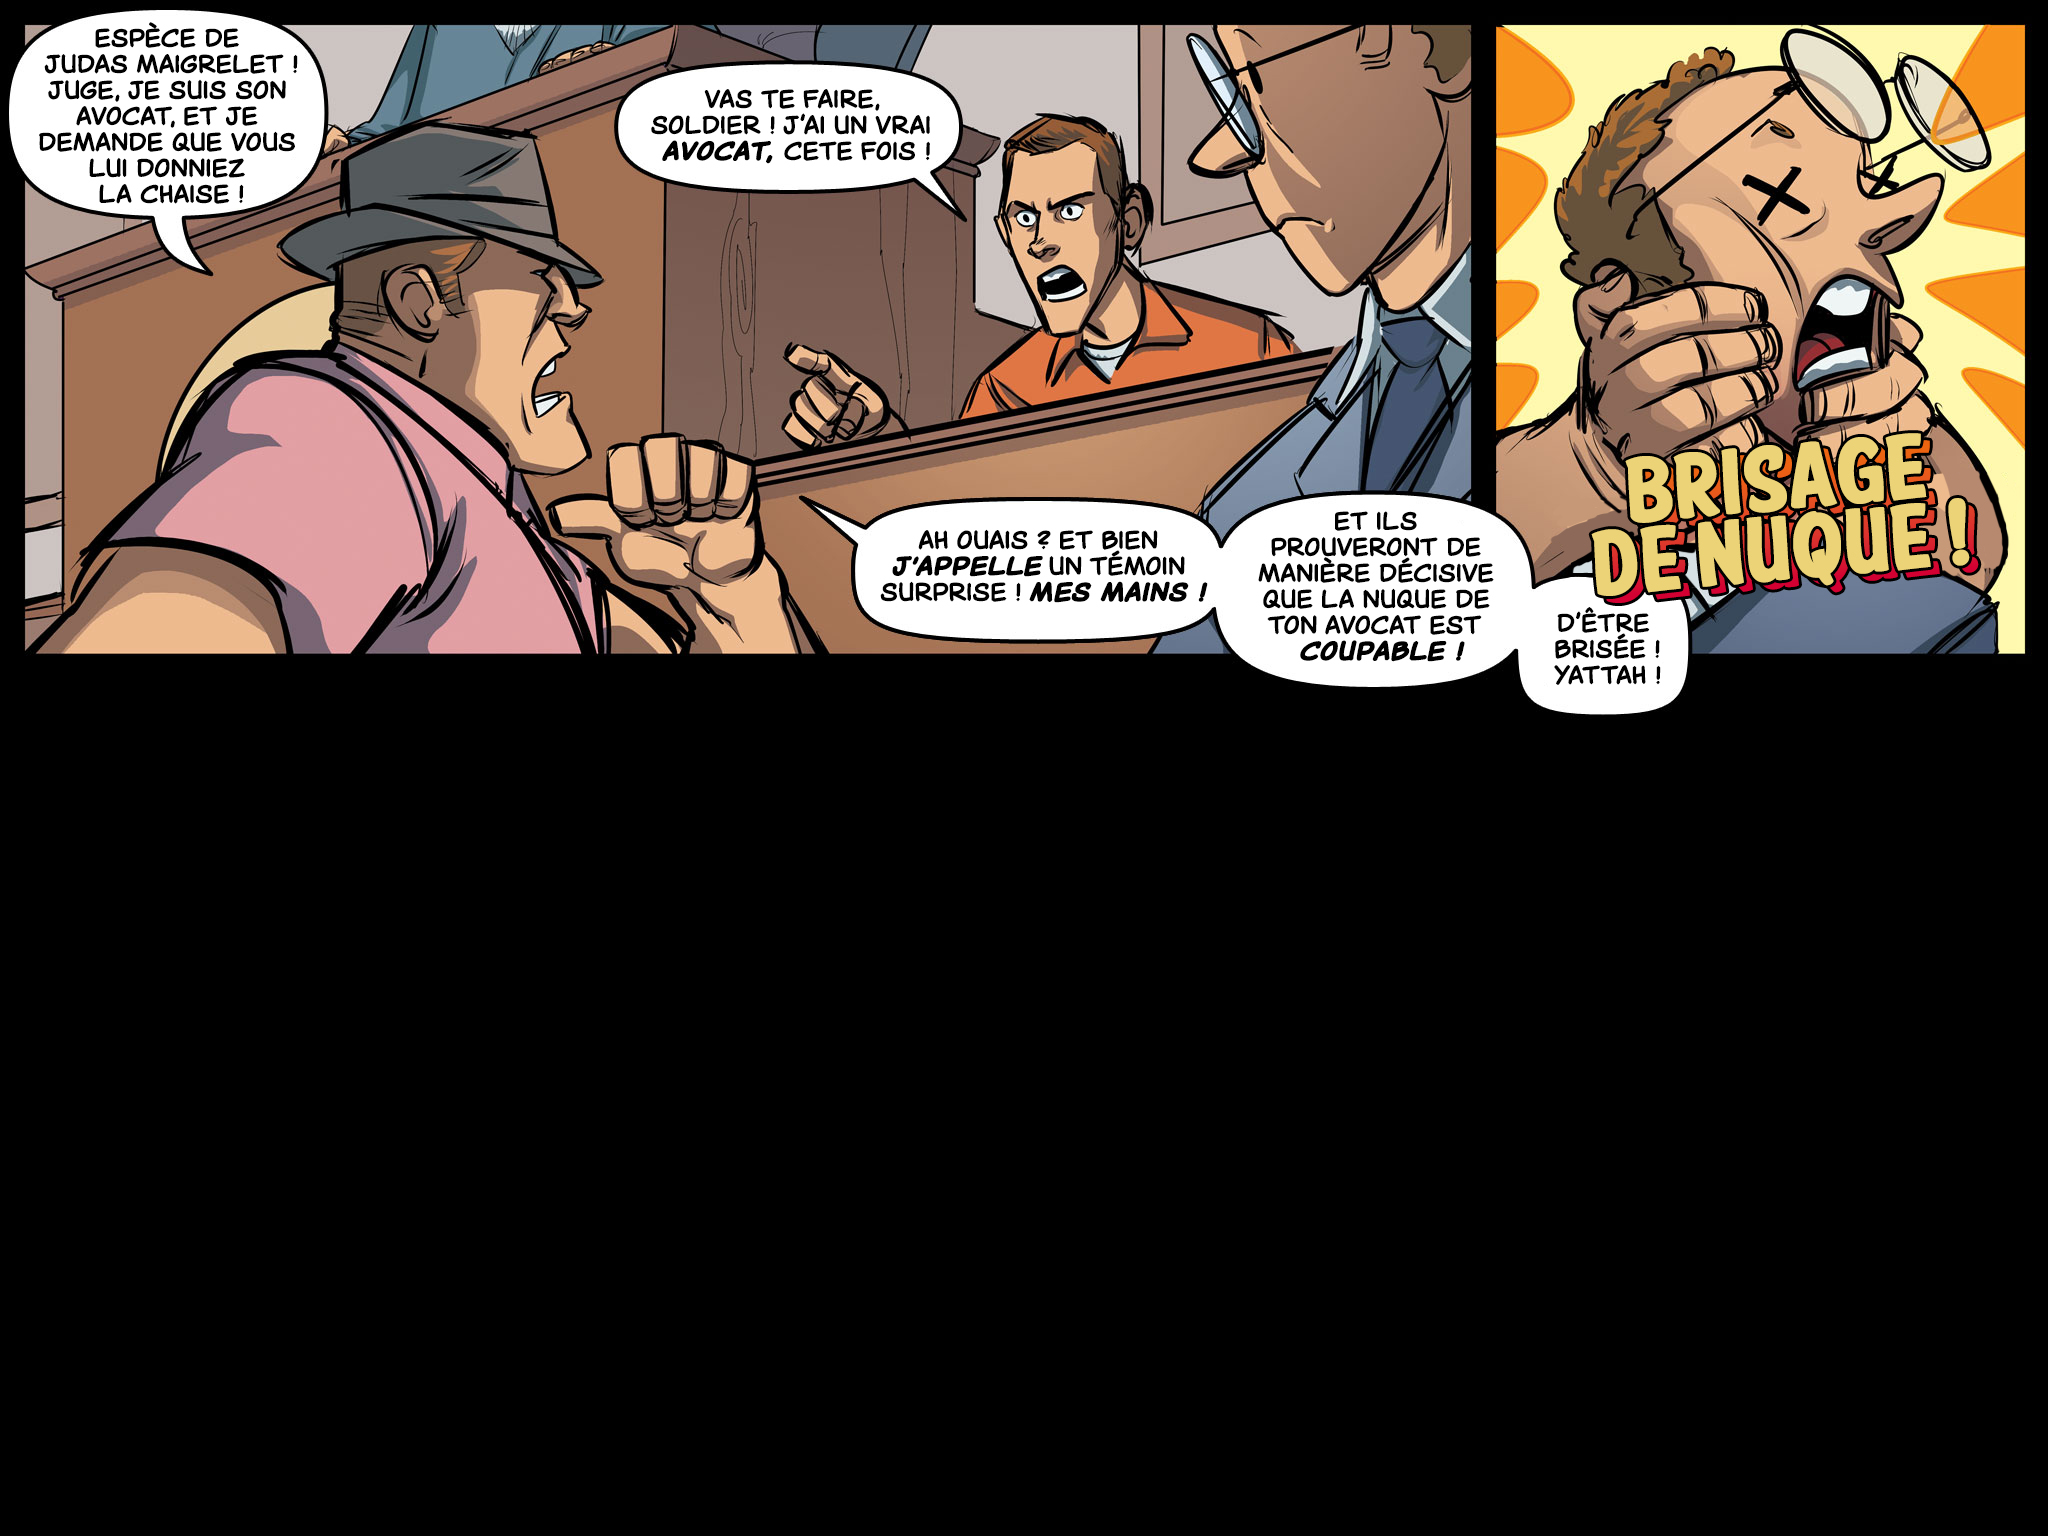 ESPÈCE DE
JUDAS MAIGRELET !
JUGE, JE SUIS SON
AVOCAT, ET JE
DEMANDE QUE VOUS
LUI DONNIEZ
LA CHAISE !
VAS TE FAIRE,
SOLDIER ! J'AI UN VRAI
AVOCAT, CETE FOIS !
AH OUAIS ? ET BIEN
J'APPELLE UN TÉMOIN
SURPRISE ! MES MAINS !
ET ILS
PROUVERONT DE
MANIÈRE DÉCISIVE
QUE LA NUQUE DE
TON AVOCAT EST
COUPABLE !
D'ÊTRE
BRISÉE !
YATTAH !
BRISAGE
DE NUQUE !